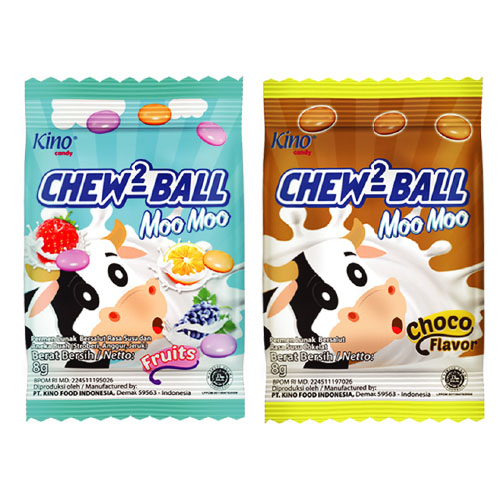 Kino®
candy
CHEW2 BALL
Moo Moo
Permen Lunak Bersalut Rasa Susu dan
Aneka Buah (Stroberi, Anggur, Jeruk)
Berat Bersih / Netto:
8g
Fruits
BPOM RI MD: 224511195026
Diproduksi oleh / Manufactured by:
PT. KINO FOOD INDONESIA, Demak 59563 - Indonesia
Kino®
candy
CHEW2 BALL
Moo Moo
Permen Lunak Bersalut
Rasa Susu Cokelat
Berat Bersih / Netto:
8g
Choco
Flavor
BPOM RI MD: 224511197026
Diproduksi oleh / Manufactured by:
PT. KINO FOOD INDONESIA, Demak 59563 - Indonesia